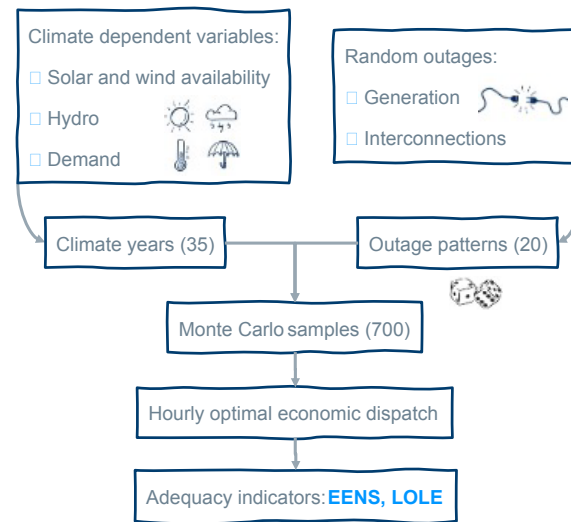 Climate dependent variables:
Solar and wind availability
Hydro
Demand
Random outages:
Generation
Interconnections
Climate years (35)
Outage patterns (20)
Monte Carlo samples (700)
Hourly optimal economic dispatch
Adequacy indicators: EENS, LOLE